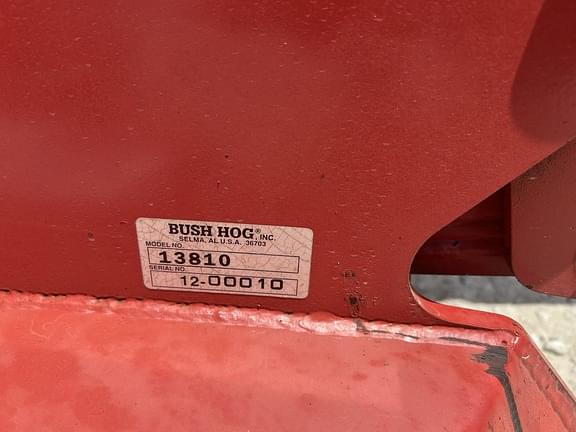 BUSH HOG®, INC.
SELMA, AL U.S.A. 36703
MODEL NO.
13810
SERIAL NO.
12-00010